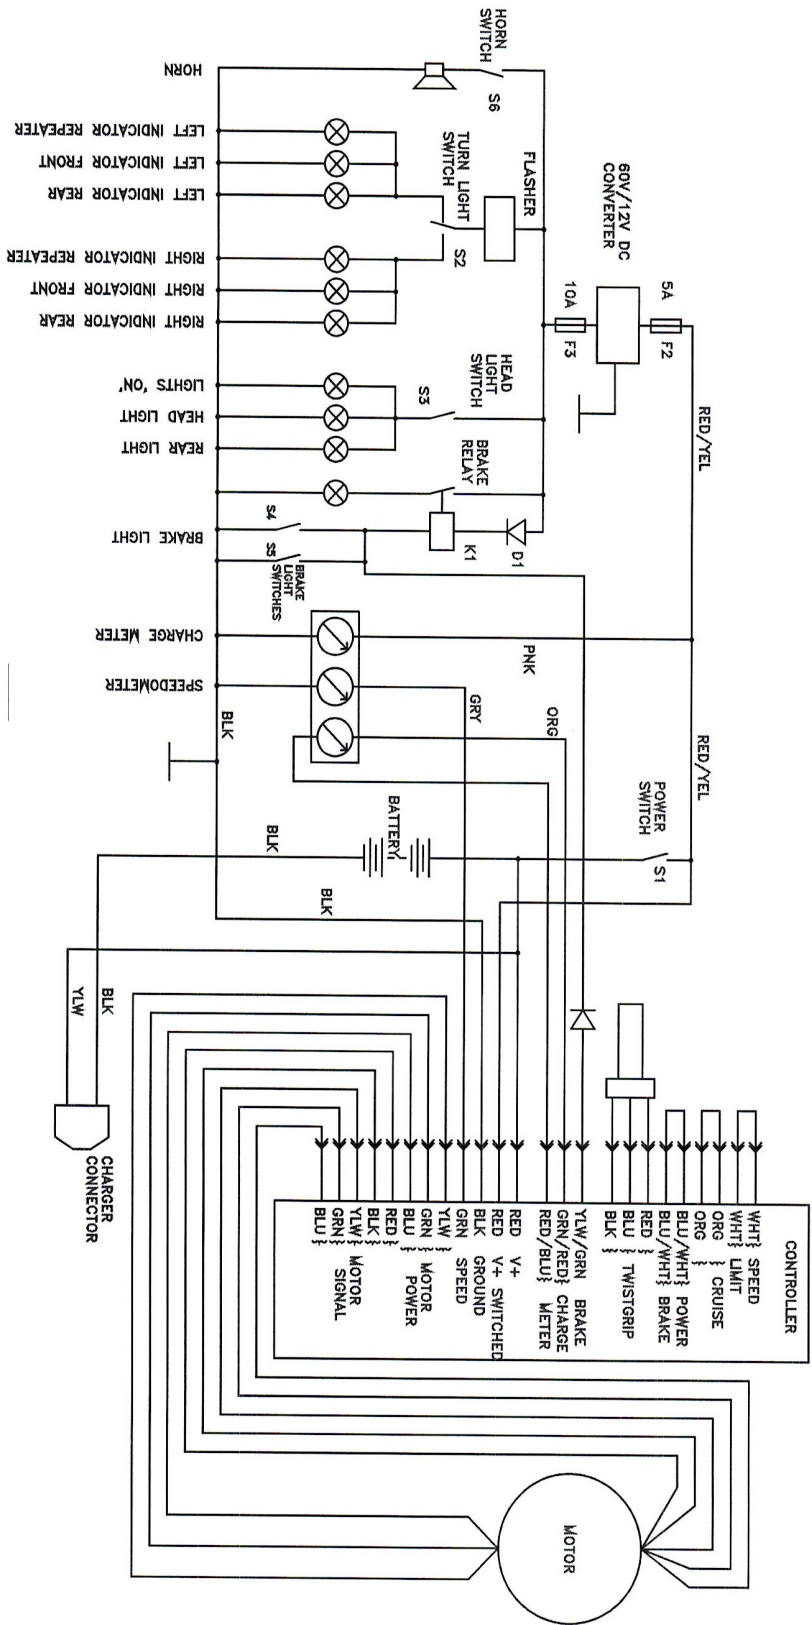 HORN
SWITCH
S6
HORN
LEFT INDICATOR REPEATER
LEFT INDICATOR FRONT
LEFT INDICATOR REAR
TURN LIGHT
SWITCH
S2
FLASHER
RIGHT INDICATOR REPEATER
RIGHT INDICATOR FRONT
RIGHT INDICATOR REAR
60V/12V DC
CONVERTER
5A
F2
10A
F3
LIGHTS 'ON'
HEAD LIGHT
REAR LIGHT
HEAD
LIGHT
SWITCH
S3
RED/YEL
BRAKE
RELAY
K1
D1
BRAKE LIGHT
S4
S5
BRAKE
LIGHT
SWITCHES
CHARGE METER
SPEEDOMETER
PNK
GRY
ORG
BLK
RED/YEL
POWER
SWITCH
S1
BATTERY
BLK
BLK
BLK
YLW
CHARGER
CONNECTOR
CONTROLLER
WHT} SPEED
WHT} LIMIT
ORG }
ORG } CRUISE
BLU/WHT} POWER
BLU/WHT} BRAKE
RED }
BLU } TWISTGRIP
BLK }
YLW/GRN BRAKE
GRN/RED} CHARGE
RED/BLU} METER
RED V+
RED V+ SWITCHED
BLK GROUND
GRN SPEED
YLW }
GRN } MOTOR
BLU } POWER
RED }
BLK }
YLW } MOTOR
GRN } SIGNAL
BLU }
MOTOR